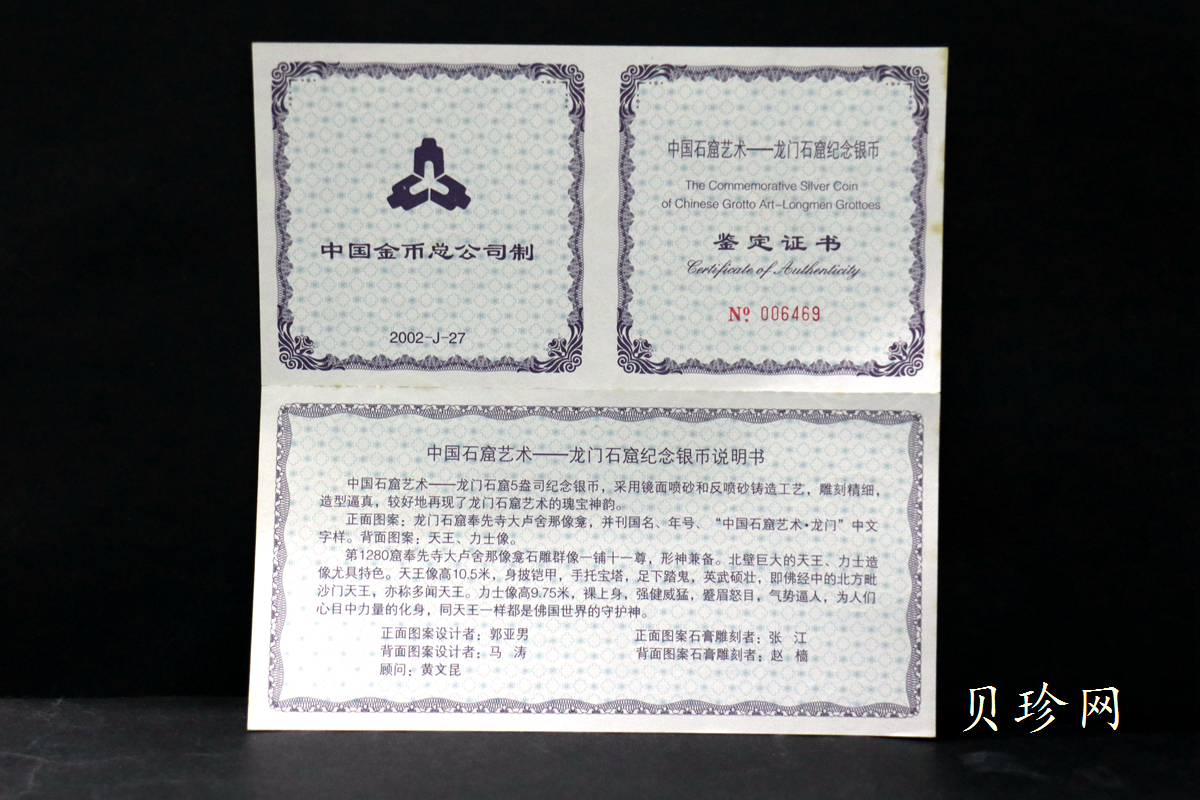 中国金币总公司制
2002-J-27
中国石窟艺术——龙门石窟纪念银币
The Commemorative Silver Coin
of Chinese Grotto Art-Longmen Grottoes
鉴定证书
Certificate of Authenticity
Nº 006469
中国石窟艺术——龙门石窟纪念银币说明书
中国石窟艺术——龙门石窟5盎司纪念银币，采用镜面喷砂和反喷砂铸造工艺，雕刻精细，
造型逼真，较好地再现了龙门石窟艺术的瑰宝神韵。
正面图案：龙门石窟奉先寺大卢舍那像龛，并刊国名、年号、“中国石窟艺术·龙门”中文
字样。背面图案：天王、力士像。
第1280窟奉先寺大卢舍那像龛石雕群像一铺十一尊，形神兼备。北壁巨大的天王、力士造
像尤具特色。天王像高10.5米，身披铠甲，手托宝塔，足下踏鬼，英武硕壮，即佛经中的北方毗
沙门天王，亦称多闻天王。力士像高9.75米，裸上身，强健威猛，蹙眉怒目，气势逼人，为人们
心目中力量的化身，同天王一样都是佛国世界的守护神。
正面图案设计者：郭亚男 正面图案石膏雕刻者：张 江
背面图案设计者：马 涛 背面图案石膏雕刻者：赵 樯
顾问：黄文昆
贝珍网